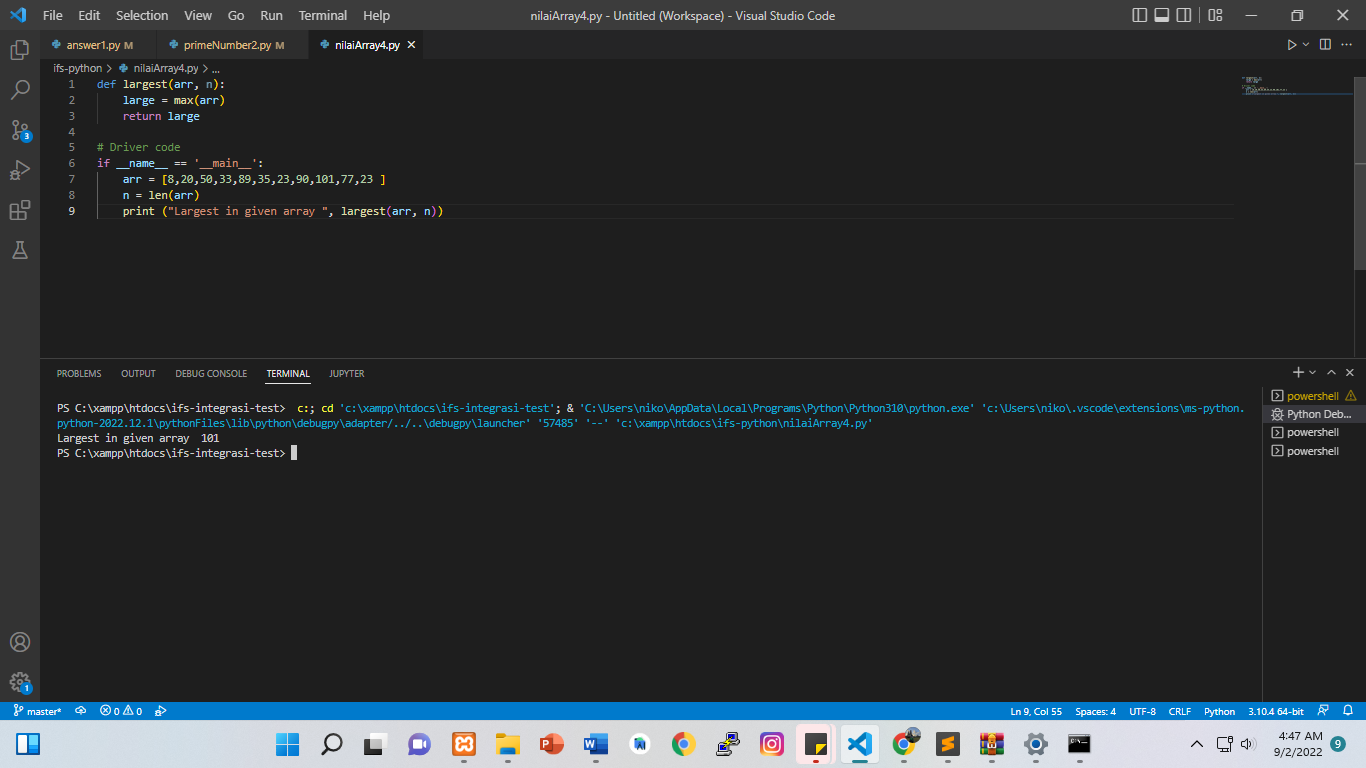 File Edit Selection View Go Run Terminal Help nilaiArray4.py - Untitled (Workspace) - Visual Studio Code
answer1.py M primeNumber2.py M nilaiArray4.py
ifs-python > nilaiArray4.py > ...
1 def largest(arr, n):
2 large = max(arr)
3 return large
4
5 # Driver code
6 if __name__ == '__main__':
7 arr = [8,20,50,33,89,35,23,90,101,77,23 ]
8 n = len(arr)
9 print ("Largest in given array ", largest(arr, n))
3
PROBLEMS OUTPUT DEBUG CONSOLE TERMINAL JUPYTER
PS C:\xampp\htdocs\ifs-integrasi-test>  c:; cd 'c:\xampp\htdocs\ifs-integrasi-test'; & 'C:\Users\niko\AppData\Local\Programs\Python\Python310\python.exe' 'c:\Users\niko\.vscode\extensions\ms-python.
python-2022.12.1\pythonFiles\lib\python\debugpy\adapter/../..\debugpy\launcher' '57485' '--' 'c:\xampp\htdocs\ifs-python\nilaiArray4.py'
Largest in given array  101
PS C:\xampp\htdocs\ifs-integrasi-test>
powershell
Python Deb...
powershell
powershell
1
master* 0 0 Ln 9, Col 55 Spaces: 4 UTF-8 CRLF Python 3.10.4 64-bit
4:47 AM
9/2/2022
9